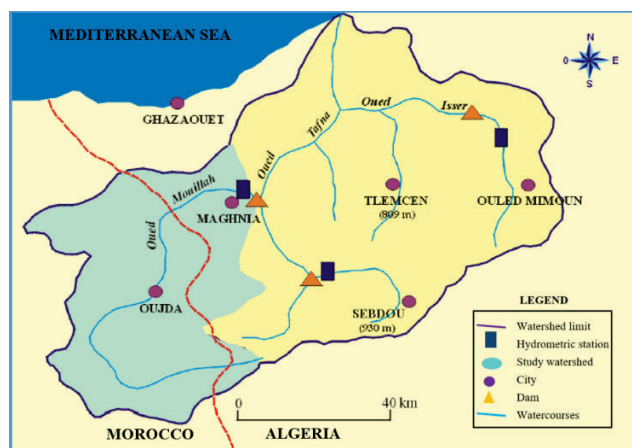 MEDITERRANEAN SEA
N
O
E
S
GHAZAOUET
Oued
Isser
Tafna
Oued
Mouillah
Oued
MAGHNIA
TLEMCEN
(809 m)
OULED MIMOUN
OUJDA
SEBDOU
(930 m)
LEGEND
Watershed limit
Hydrometric station
Study watershed
City
Dam
Watercourses
0
40 km
MOROCCO
ALGERIA